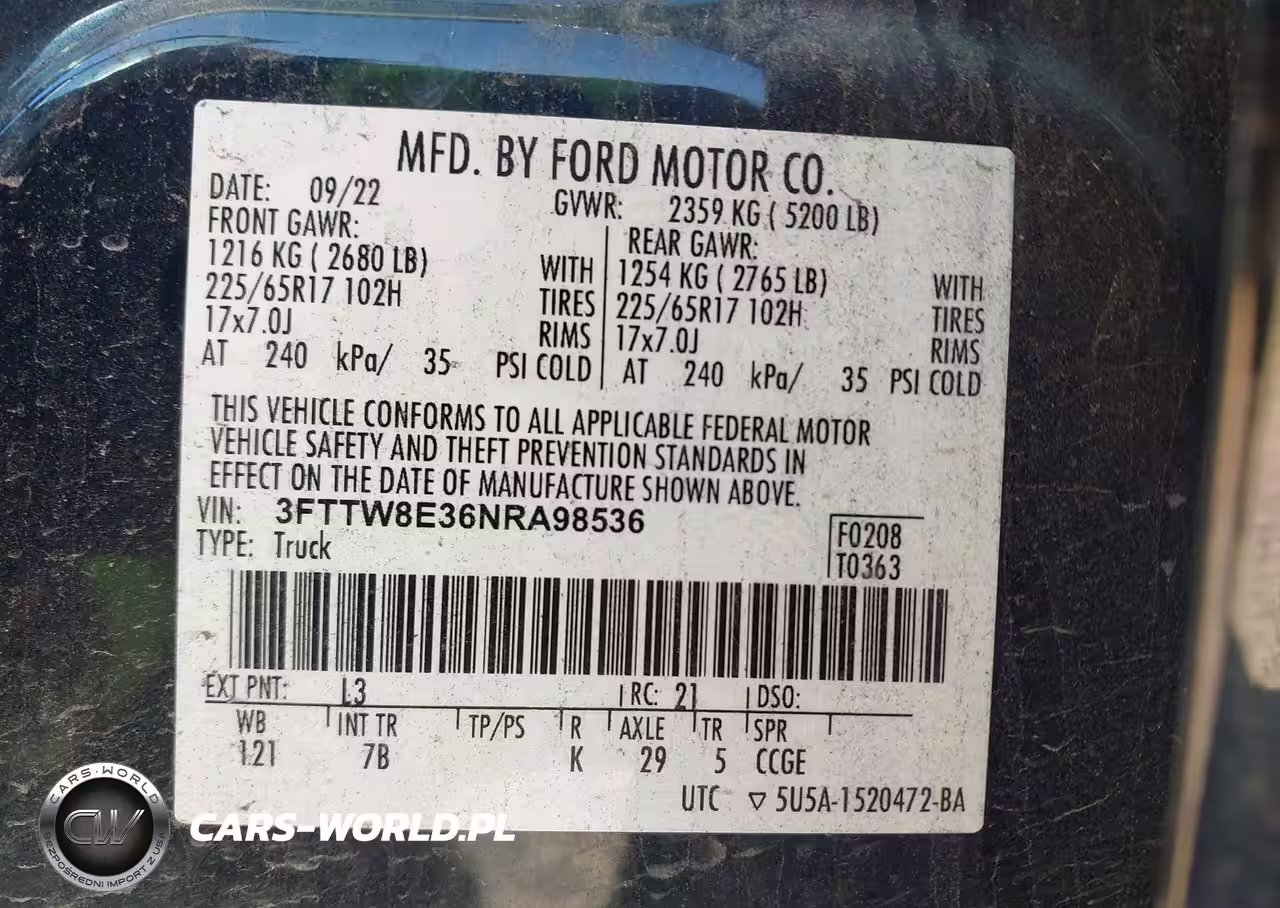 MFD. BY FORD MOTOR CO.
DATE: 09/22 GVWR: 2359 KG ( 5200 LB)
FRONT GAWR: REAR GAWR:
1216 KG ( 2680 LB) WITH 1254 KG ( 2765 LB) WITH
225/65R17 102H TIRES 225/65R17 102H TIRES
17x7.0J RIMS 17x7.0J RIMS
AT 240 kPa/ 35 PSI COLD AT 240 kPa/ 35 PSI COLD
THIS VEHICLE CONFORMS TO ALL APPLICABLE FEDERAL MOTOR
VEHICLE SAFETY AND THEFT PREVENTION STANDARDS IN
EFFECT ON THE DATE OF MANUFACTURE SHOWN ABOVE.
VIN: 3FTTW8E36NRA98536 F0208
TYPE: Truck T0363
EXT PNT: L3 RC: 21 DSO:
WB INT TR TP/PS R AXLE TR SPR
121 7B K 29 5 CCGE
UTC ▽ 5U5A-1520472-BA
CARS-WORLD
CW
BEZPOŚREDNI IMPORT Z USA
CARS-WORLD.PL